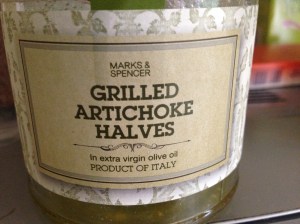 MARKS &
SPENCER
GRILLED
ARTICHOKE
HALVES
In extra virgin olive oil
PRODUCT OF ITALY